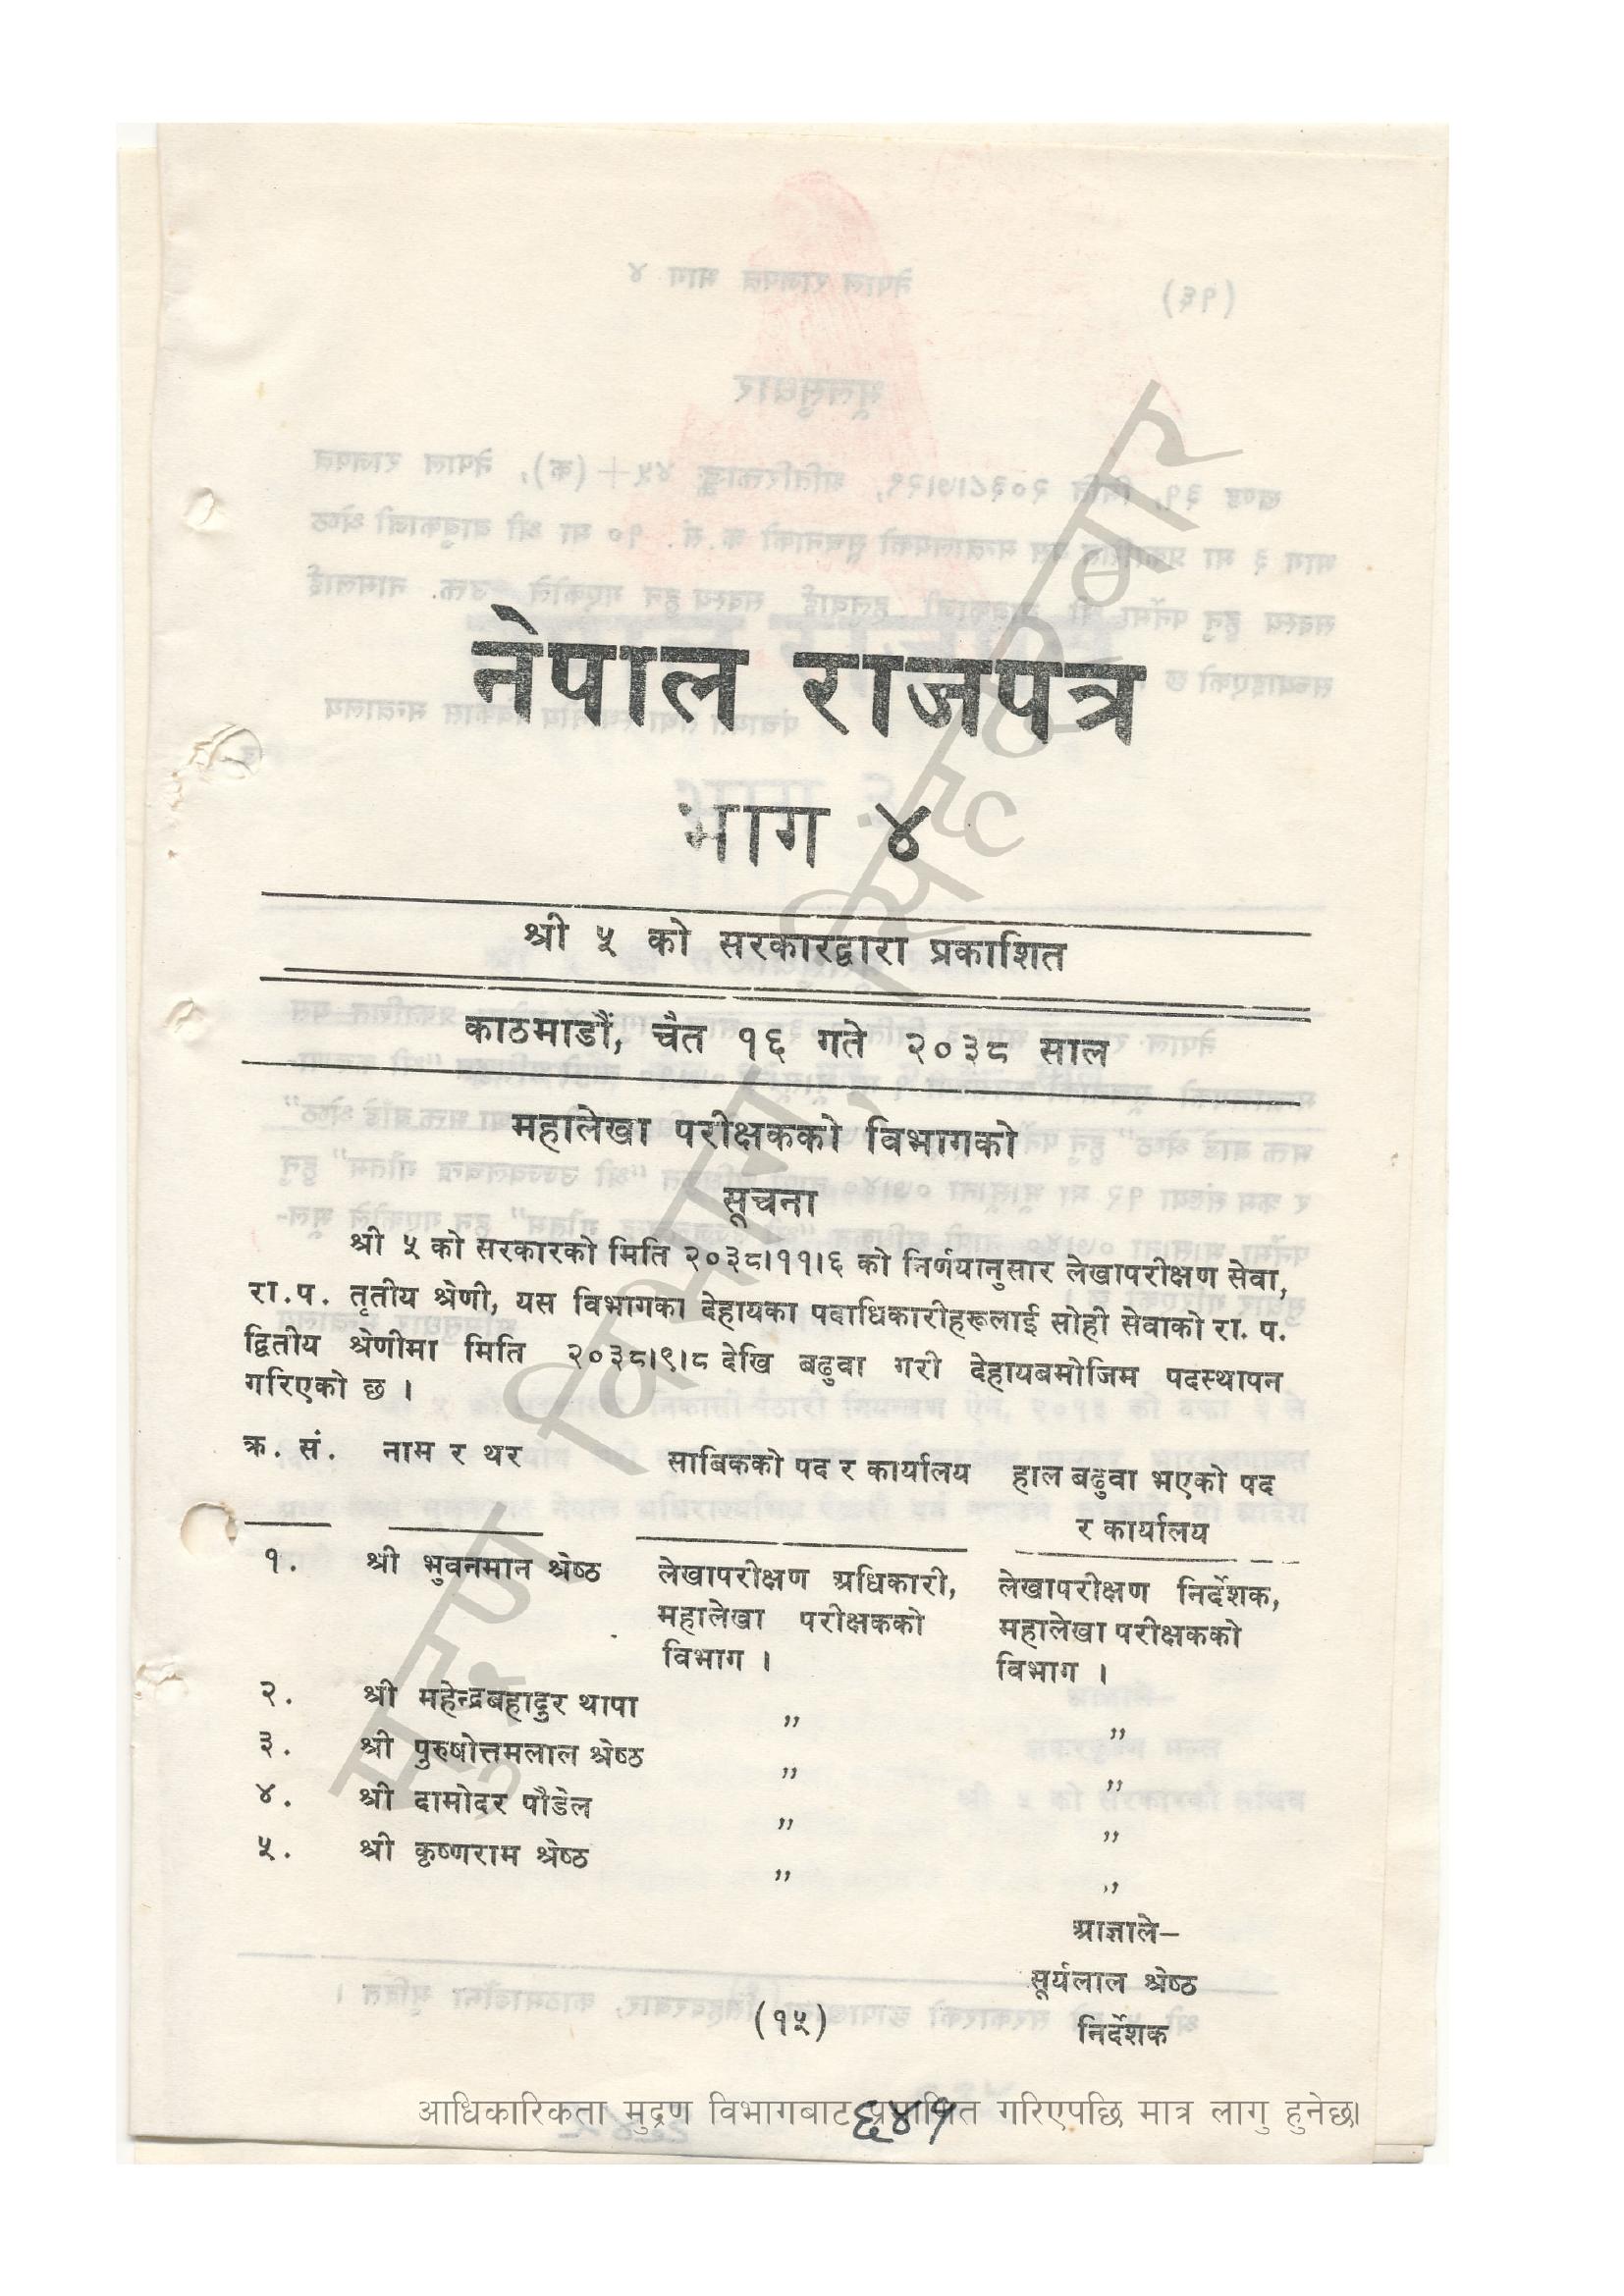 नेपाल राजपत्र
भाग ४
श्री ५ को सरकारद्वारा प्रकाशित
काठमाडौं, चैत १६ गते २०३८ साल
महालेखा परीक्षकको विभागको
सूचना
श्री ५ को सरकारको मिति २०३८।११।६ को निर्णयानुसार लेखापरीक्षण सेवा,
रा.प. तृतीय श्रेणी, यस विभागका देहायका पदाधिकारीहरूलाई सोही सेवाको रा. प.
द्वितीय श्रेणीमा मिति २०३८।९।८ देखि बढुवा गरी देहायबमोजिम पदस्थापन
गरिएको छ ।
क्र. सं. नाम र थर साबिकको पद र कार्यालय हाल बढुवा भएको पद
र कार्यालय
१. श्री भुवनमान श्रेष्ठ लेखापरीक्षण अधिकारी, लेखापरीक्षण निर्देशक,
महालेखा परीक्षकको महालेखा परीक्षकको
विभाग । विभाग ।
२. श्री महेन्द्रबहादुर थापा ,, ,,
३. श्री पुरुषोत्तमलाल श्रेष्ठ ,, ,,
४. श्री दामोदर पौडेल ,, ,,
५. श्री कृष्णराम श्रेष्ठ ,, ,,
आज्ञाले–
सूर्यलाल श्रेष्ठ
निर्देशक
(१५)
आधिकारिकता मुद्रण विभागबाट प्रमाणित गरिएपछि मात्र लागु हुनेछ।
६४१
मुद्रण विभाग, सिंहदरबार